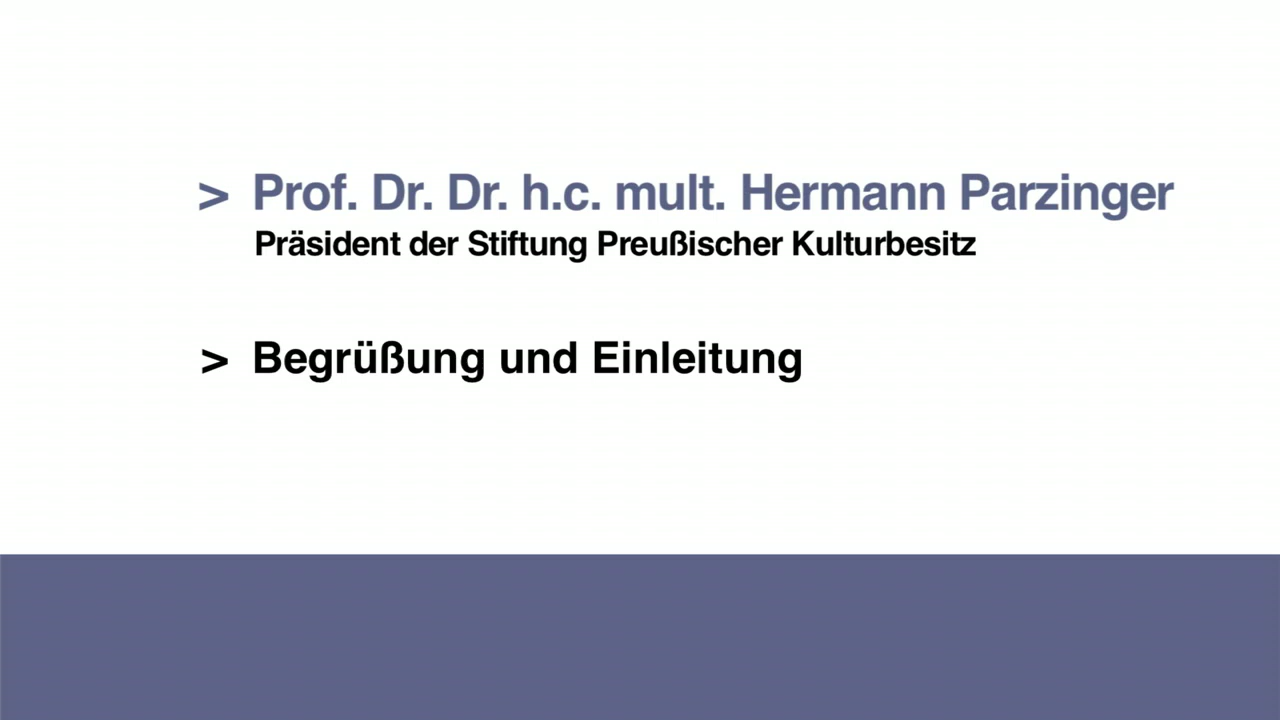 > Prof. Dr. Dr. h.c. mult. Hermann Parzinger
Präsident der Stiftung Preußischer Kulturbesitz
> Begrüßung und Einleitung